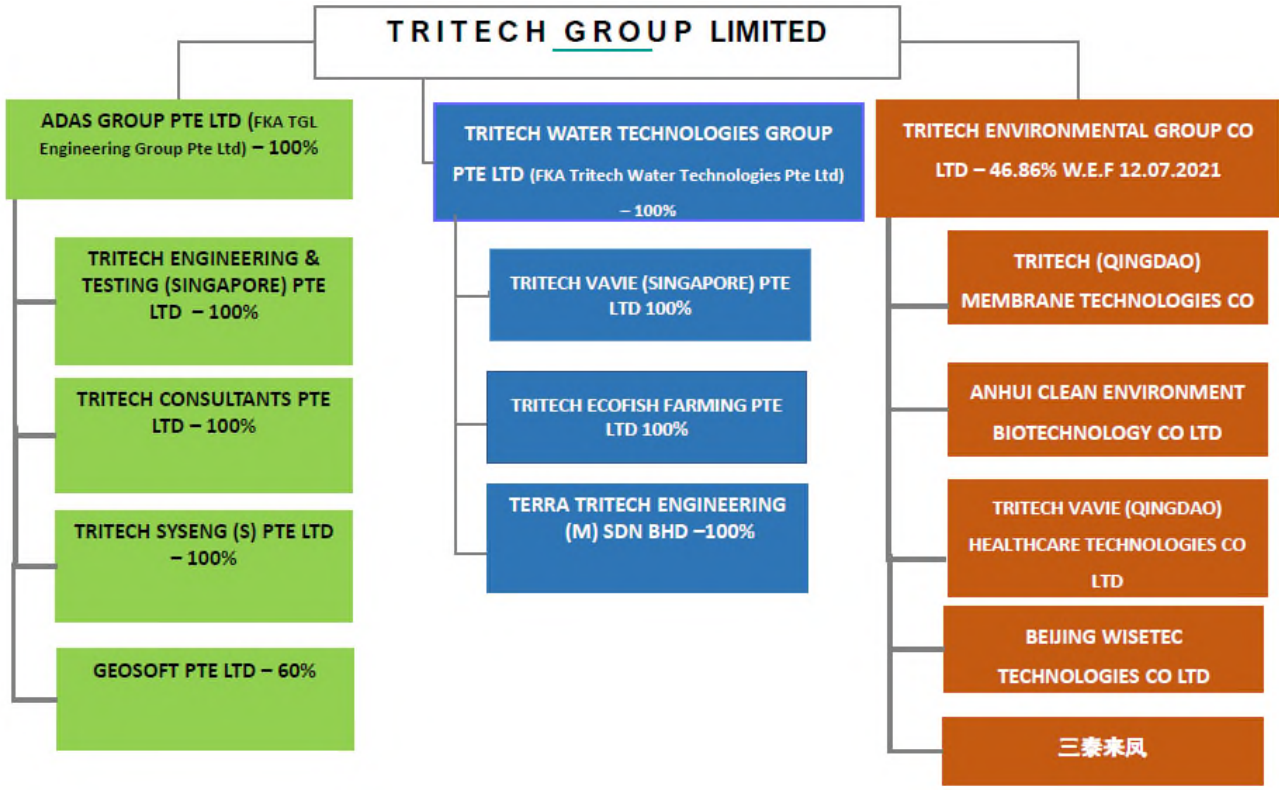 TRITECH GROUP LIMITED
ADAS GROUP PTE LTD (FKA TGL
Engineering Group Pte Ltd) – 100%
TRITECH ENGINEERING &
TESTING (SINGAPORE) PTE
LTD – 100%
TRITECH CONSULTANTS PTE
LTD – 100%
TRITECH SYSENG (S) PTE LTD
– 100%
GEOSOFT PTE LTD – 60%
TRITECH WATER TECHNOLOGIES GROUP
PTE LTD (FKA Tritech Water Technologies Pte Ltd)
– 100%
TRITECH VAVIE (SINGAPORE) PTE
LTD 100%
TRITECH ECOFISH FARMING PTE
LTD 100%
TERRA TRITECH ENGINEERING
(M) SDN BHD –100%
TRITECH ENVIRONMENTAL GROUP CO
LTD – 46.86% W.E.F 12.07.2021
TRITECH (QINGDAO)
MEMBRANE TECHNOLOGIES CO
ANHUI CLEAN ENVIRONMENT
BIOTECHNOLOGY CO LTD
TRITECH VAVIE (QINGDAO)
HEALTHCARE TECHNOLOGIES CO
LTD
BEIJING WISETEC
TECHNOLOGIES CO LTD
三泰来凤